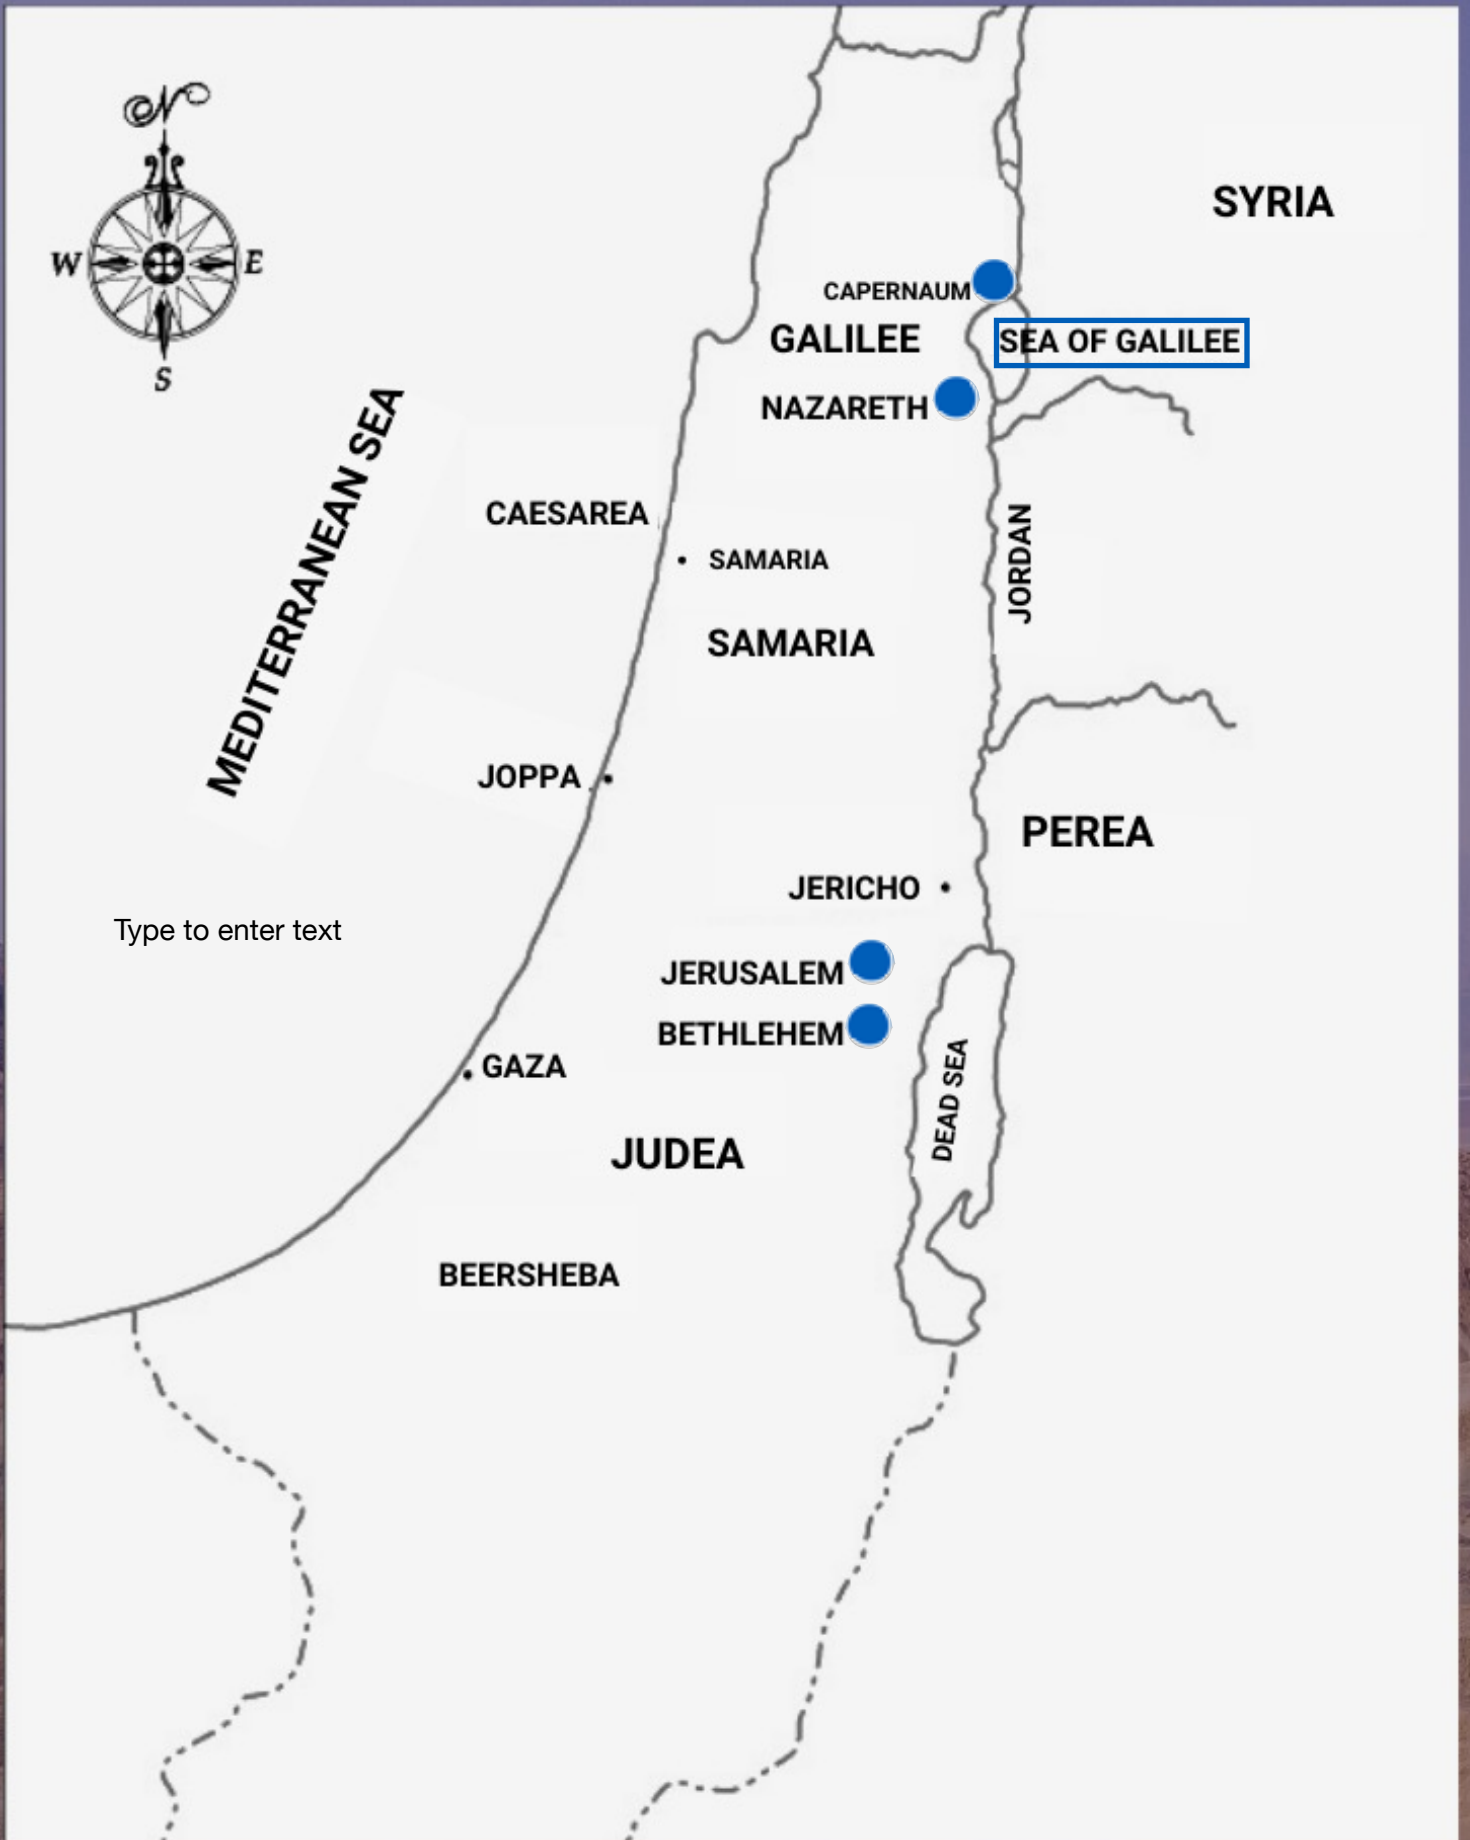 N
W
E
S
SYRIA
CAPERNAUM
GALILEE
SEA OF GALILEE
NAZARETH
MEDITERRANEAN SEA
CAESAREA
SAMARIA
JORDAN
SAMARIA
JOPPA
PEREA
JERICHO
Type to enter text
JERUSALEM
BETHLEHEM
GAZA
DEAD SEA
JUDEA
BEERSHEBA